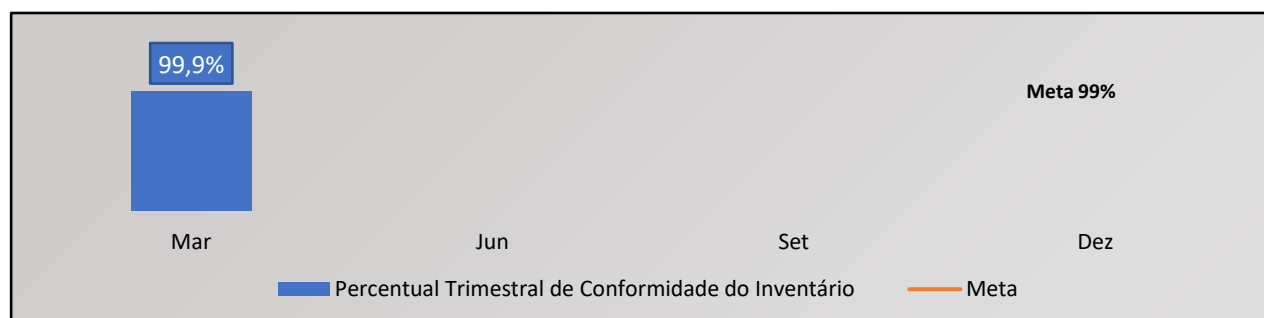 99,9%
Meta 99%
Mar Jun Set Dez
Percentual Trimestral de Conformidade do Inventário Meta